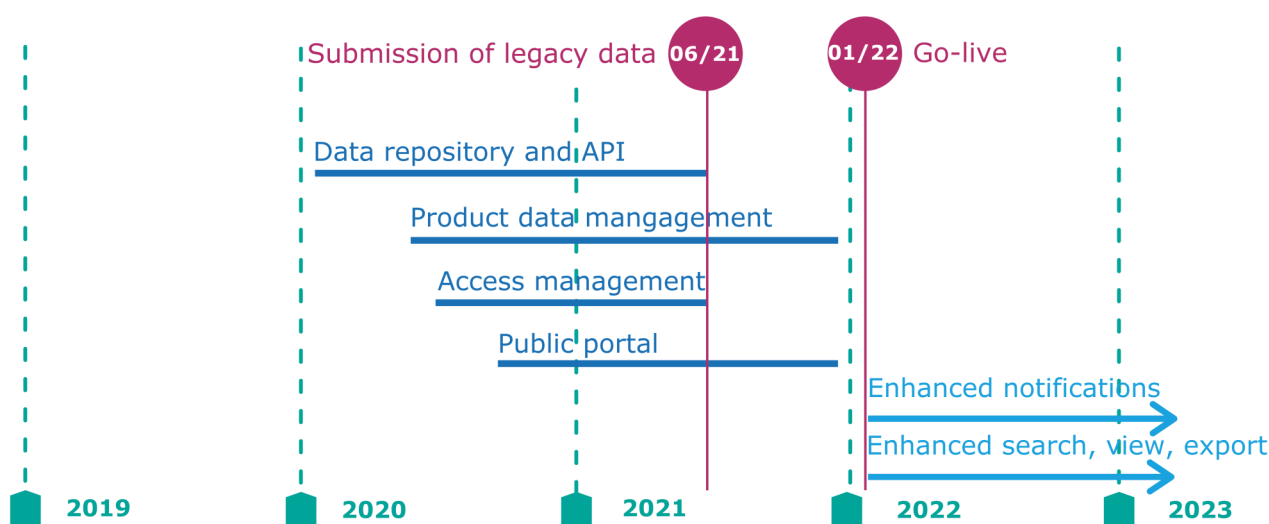 Submission of legacy data 06/21
01/22 Go-live
Data repository and API
Product data mangagement
Access management
Public portal
Enhanced notifications
Enhanced search, view, export
2019 2020 2021 2022 2023